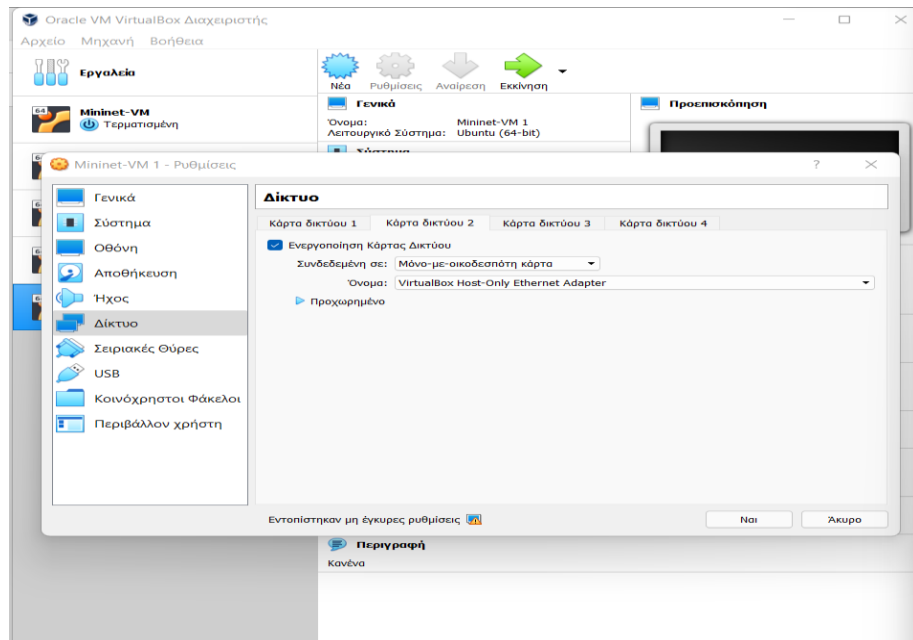 Oracle VM VirtualBox Διαχειριστής
Αρχείο Μηχανή Βοήθεια
Εργαλεία
Νέα Ρυθμίσεις Αναίρεση Εκκίνηση
64 Mininet-VM
Τερματισμένη
Γενικά
Όνομα: Mininet-VM 1
Λειτουργικό Σύστημα: Ubuntu (64-bit)
Σύστημα
Προεπισκόπηση
Mininet-VM 1 - Ρυθμίσεις
?
Γενικά
Σύστημα
Οθόνη
Αποθήκευση
Ήχος
Δίκτυο
Σειριακές Θύρες
USB
Κοινόχρηστοι Φάκελοι
Περιβάλλον χρήστη
Δίκτυο
Κάρτα δικτύου 1 Κάρτα δικτύου 2 Κάρτα δικτύου 3 Κάρτα δικτύου 4
Ενεργοποίηση Κάρτας Δικτύου
Συνδεδεμένη σε: Μόνο-με-οικοδεσπότη κάρτα
Όνομα: VirtualBox Host-Only Ethernet Adapter
Προχωρημένο
Εντοπίστηκαν μη έγκυρες ρυθμίσεις
Ναι Άκυρο
Περιγραφή
Κανένα